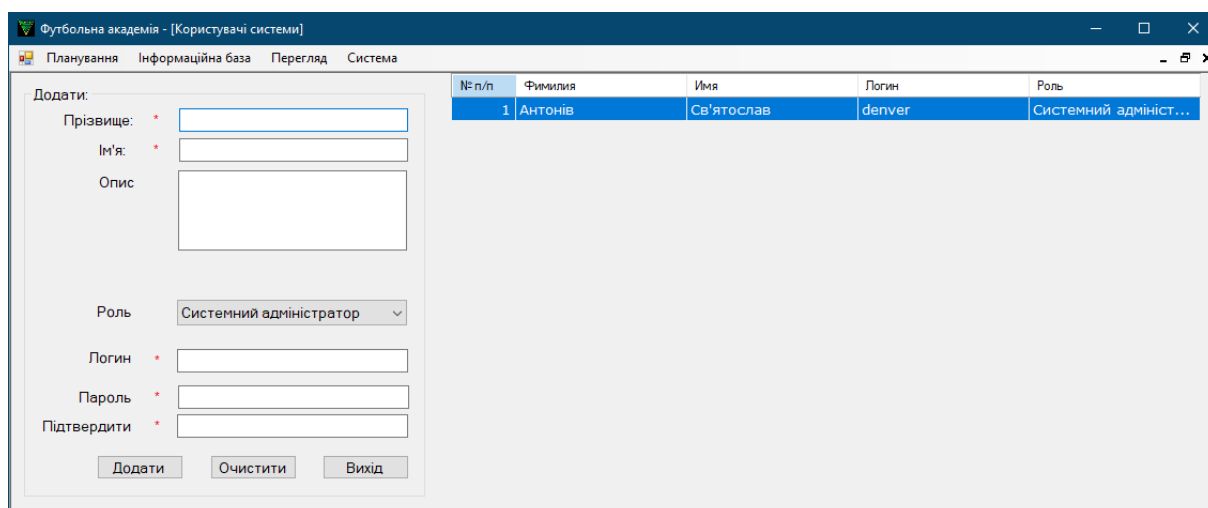 Футбольна академія - [Користувачі системи]
Планування Інформаційна база Перегляд Система
Додати:
Прізвище: *
Ім'я: *
Опис
Роль Системний адміністратор
Логин *
Пароль *
Підтвердити *
Додати Очистити Вихід
№ п/п Фимилия Имя Логин Роль
1 Антонів Св'ятослав denver Системний адмініст...